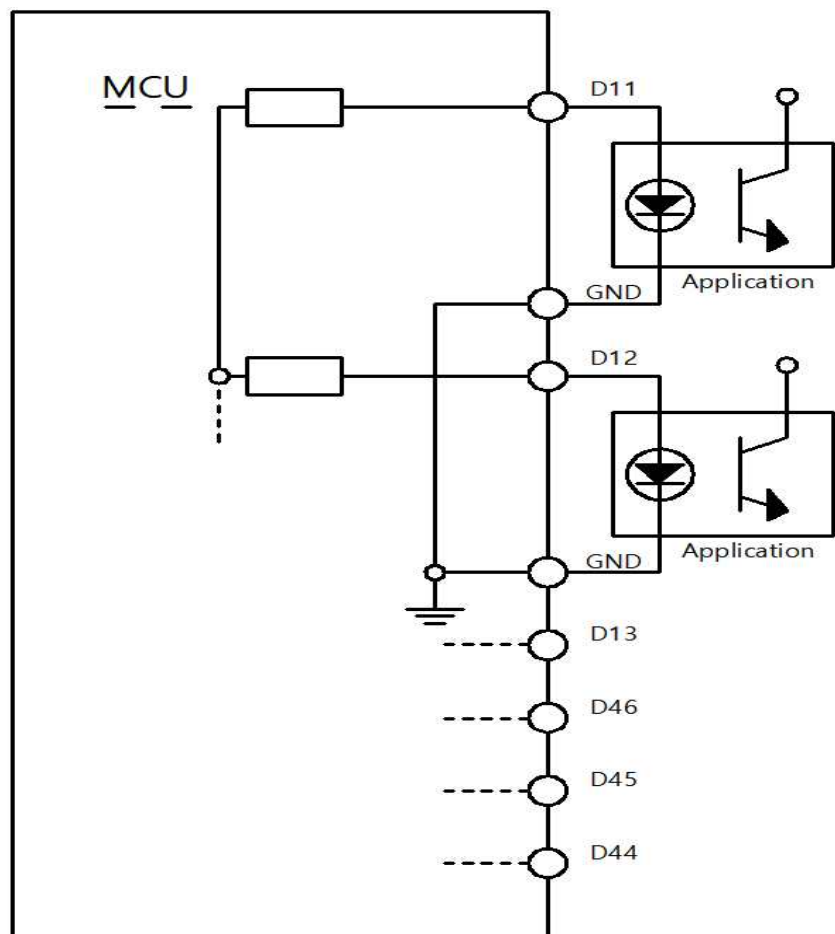 MCU
D11
Application
GND
D12
Application
GND
D13
D46
D45
D44